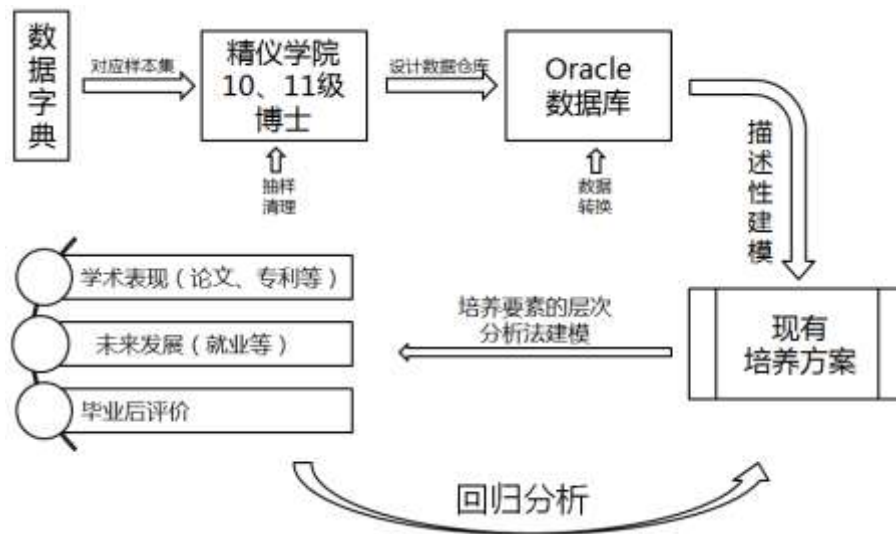 数据字典
对应样本集
精仪学院
10、11级
博士
设计数据仓库
Oracle
数据库
抽样
清理
数据
转换
描述性建模
学术表现（论文、专利等）
未来发展（就业等）
毕业后评价
培养要素的层次
分析法建模
现有
培养方案
回归分析